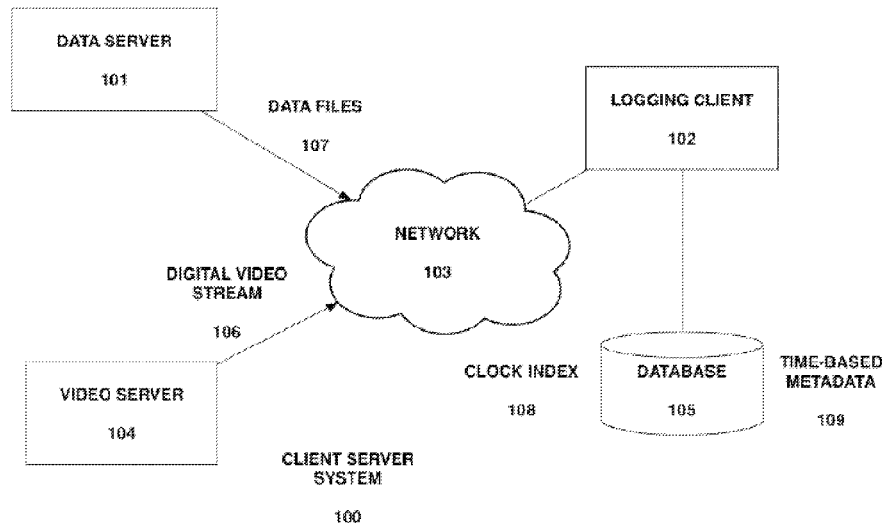 DATA SERVER
101
DATA FILES
107
LOGGING CLIENT
102
NETWORK
103
DIGITAL VIDEO
STREAM
106
VIDEO SERVER
104
CLOCK INDEX
108
DATABASE
105
TIME-BASED
METADATA
109
CLIENT SERVER
SYSTEM
100